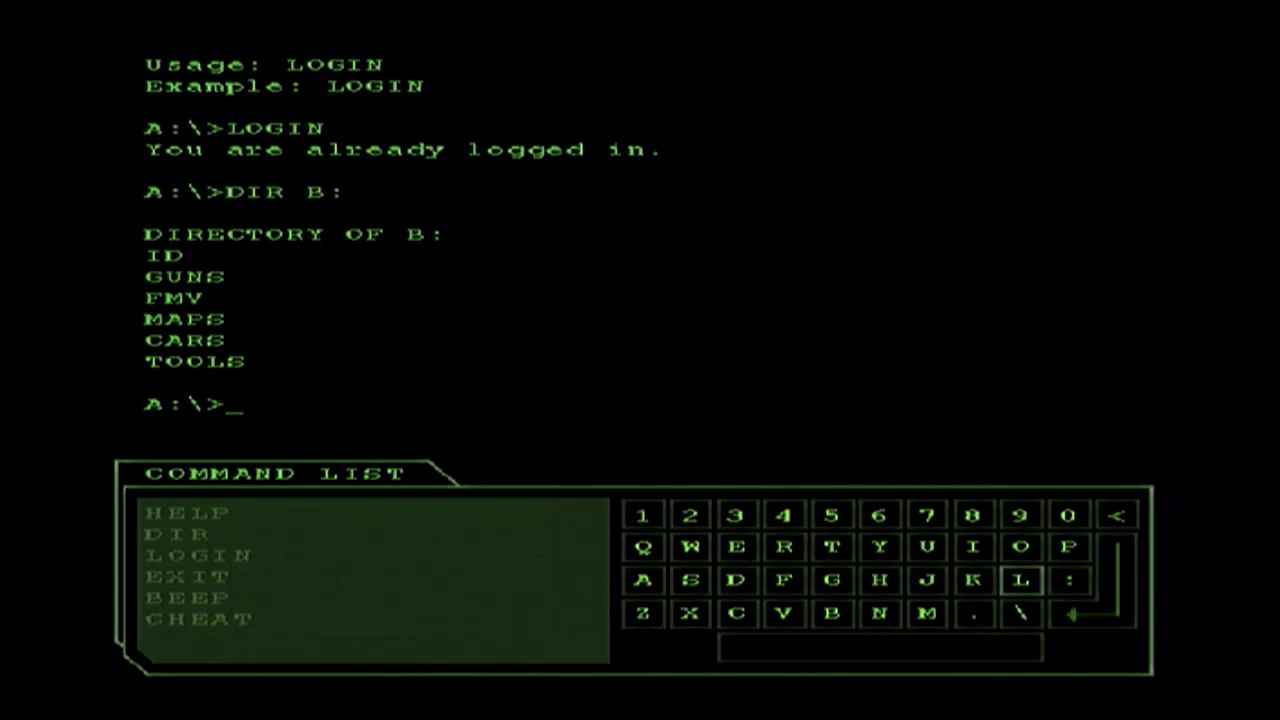 Usage: LOGIN
Example: LOGIN
A:\>LOGIN
You are already logged in.
A:\>DIR B:
DIRECTORY OF B:
ID
GUNS
FMV
MAPS
CARS
TOOLS
A:\>_
COMMAND LIST
HELP
DIR
LOGIN
EXIT
BEEP
CHEAT
1 2 3 4 5 6 7 8 9 0 <
Q W E R T Y U I O P
A S D F G H J K L :
Z X C V B N M . \